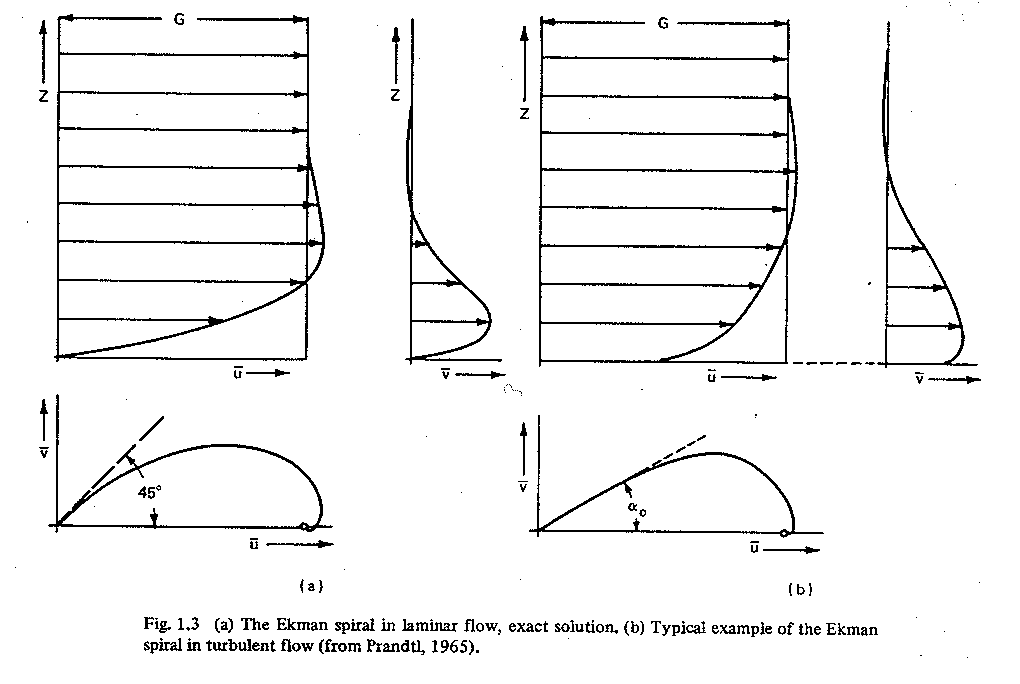 G
G
Z
Z
Z
ū
v̄
ū
v̄
v̄
45°
ū
v̄
α₀
ū
(a)
(b)
Fig. 1.3 (a) The Ekman spiral in laminar flow, exact solution. (b) Typical example of the Ekman
spiral in turbulent flow (from Prandtl, 1965).